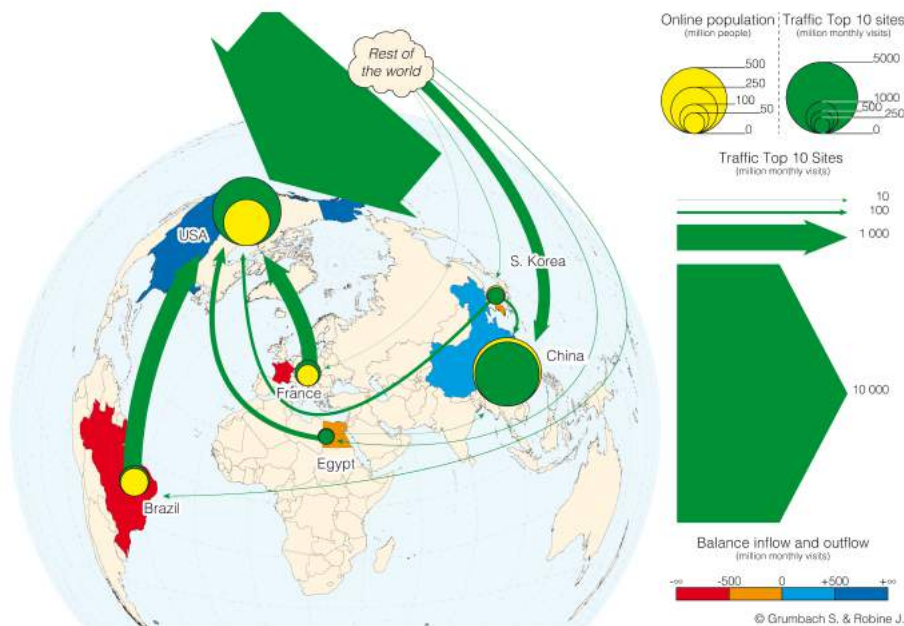 Rest of
the world
USA
S. Korea
China
France
Egypt
Brazil
Online population
(million people)
500
250
100
50
0
Traffic Top 10 sites
(million monthly visits)
5000
1000
500
250
0
Traffic Top 10 Sites
(million monthly visits)
10
100
1 000
10 000
Balance inflow and outflow
(million monthly visits)
-∞ -500 0 +500 +∞
© Grumbach S. & Robine J.